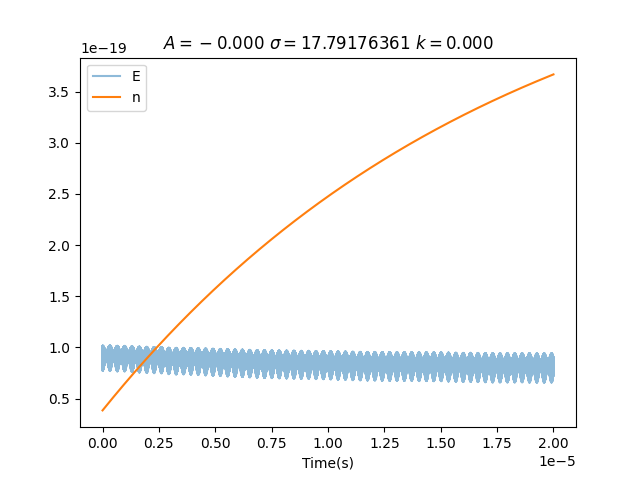 A = −0.000 σ = 17.79176361 k = 0.000
1e−19
E
n
3.5
3.0
2.5
2.0
1.5
1.0
0.5
0.00 0.25 0.50 0.75 1.00 1.25 1.50 1.75 2.00
Time(s)
1e−5